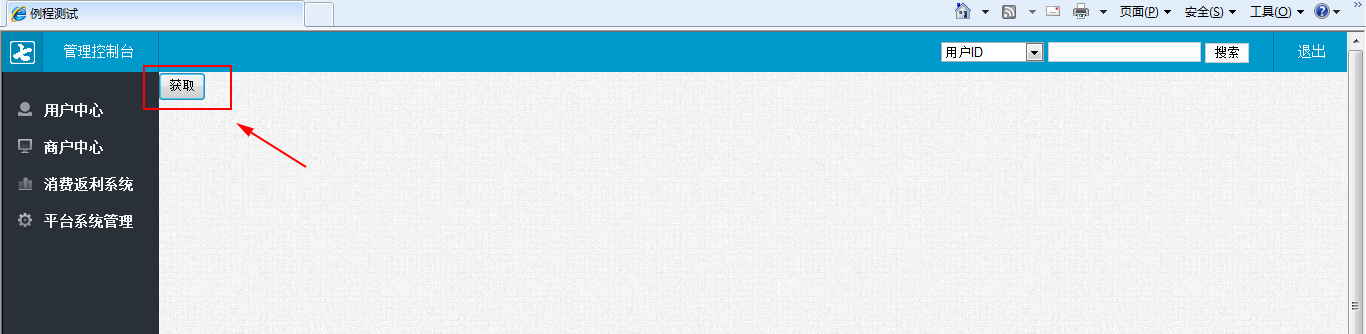 例程测试
页面(P) 安全(S) 工具(O)
七 管理控制台 用户ID 搜索 退出
获取
用户中心
商户中心
消费返利系统
平台系统管理